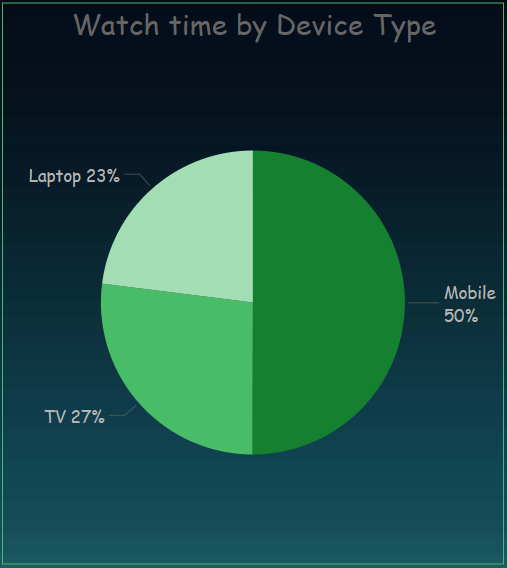 Watch time by Device Type
Laptop 23%
Mobile
50%
TV 27%